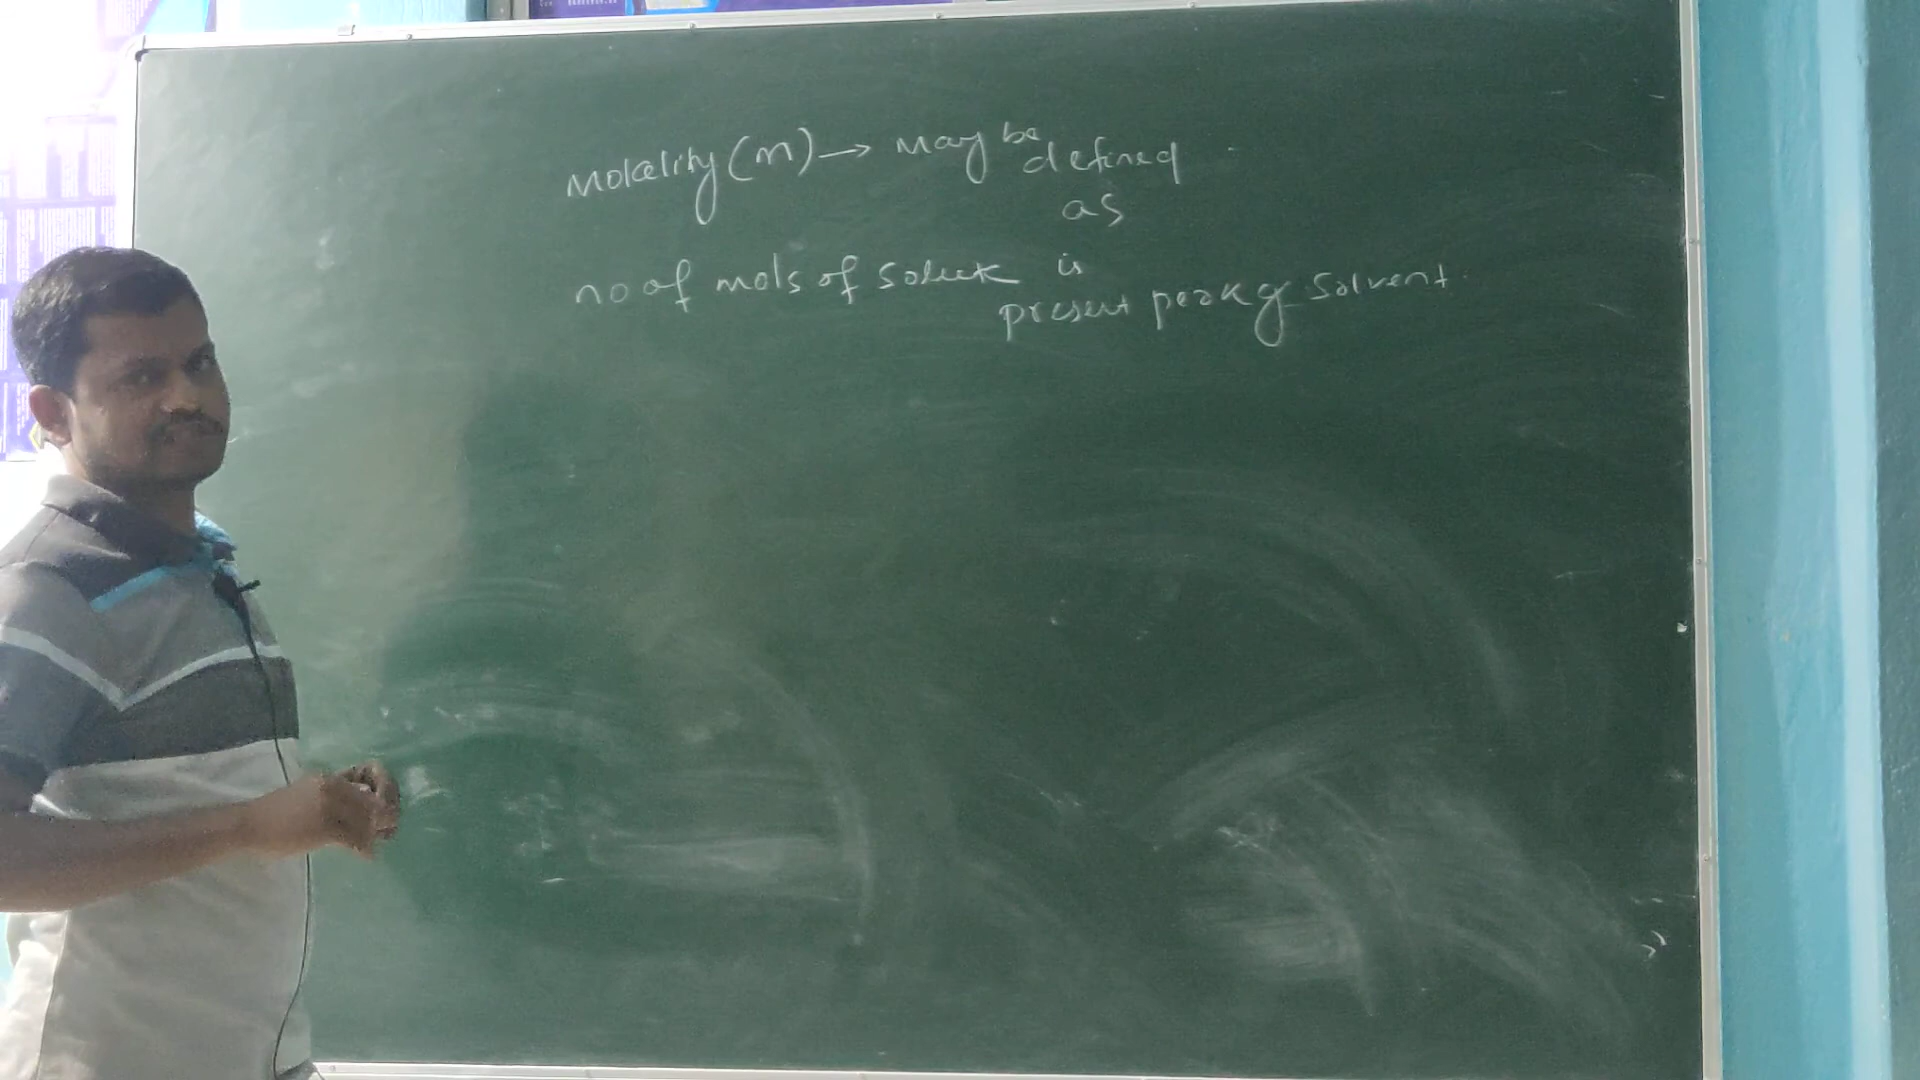 Molality (m) → may be defined
as
no of mols of solute is
present per kg solvent.